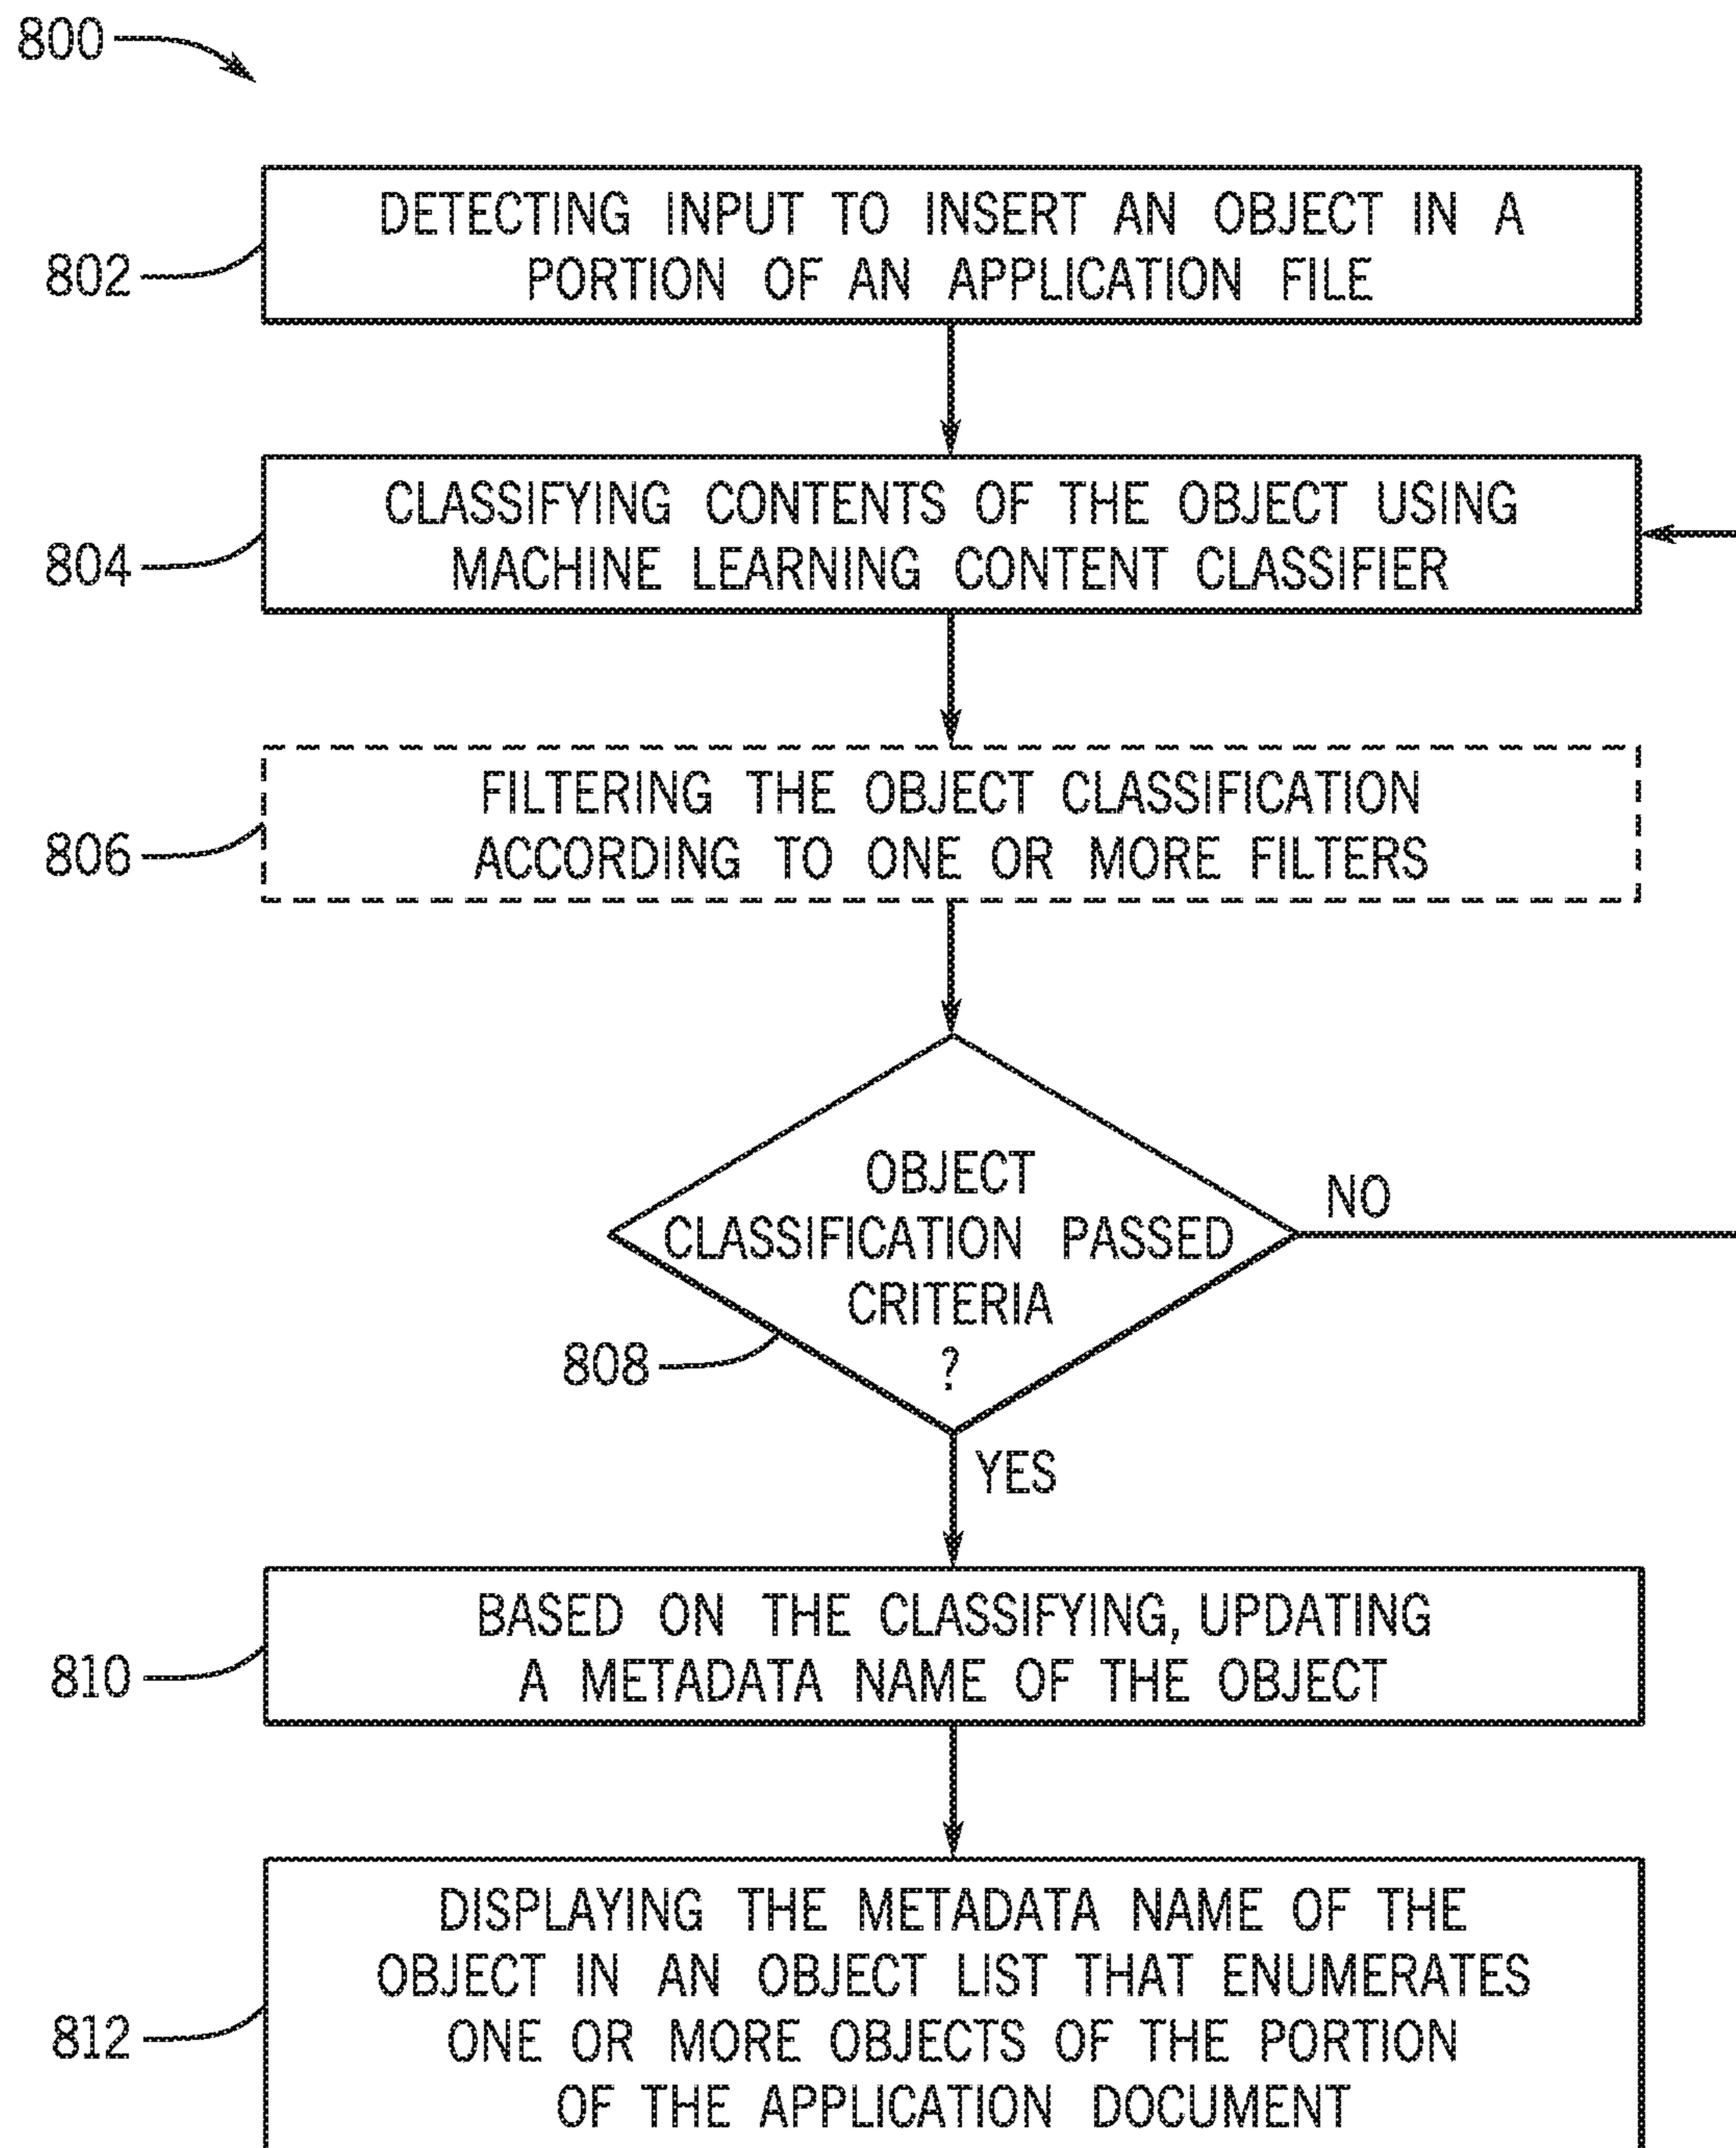 800
802
DETECTING INPUT TO INSERT AN OBJECT IN A
PORTION OF AN APPLICATION FILE
804
CLASSIFYING CONTENTS OF THE OBJECT USING
MACHINE LEARNING CONTENT CLASSIFIER
806
FILTERING THE OBJECT CLASSIFICATION
ACCORDING TO ONE OR MORE FILTERS
OBJECT
CLASSIFICATION PASSED
CRITERIA
?
808
NO
YES
810
BASED ON THE CLASSIFYING, UPDATING
A METADATA NAME OF THE OBJECT
812
DISPLAYING THE METADATA NAME OF THE
OBJECT IN AN OBJECT LIST THAT ENUMERATES
ONE OR MORE OBJECTS OF THE PORTION
OF THE APPLICATION DOCUMENT